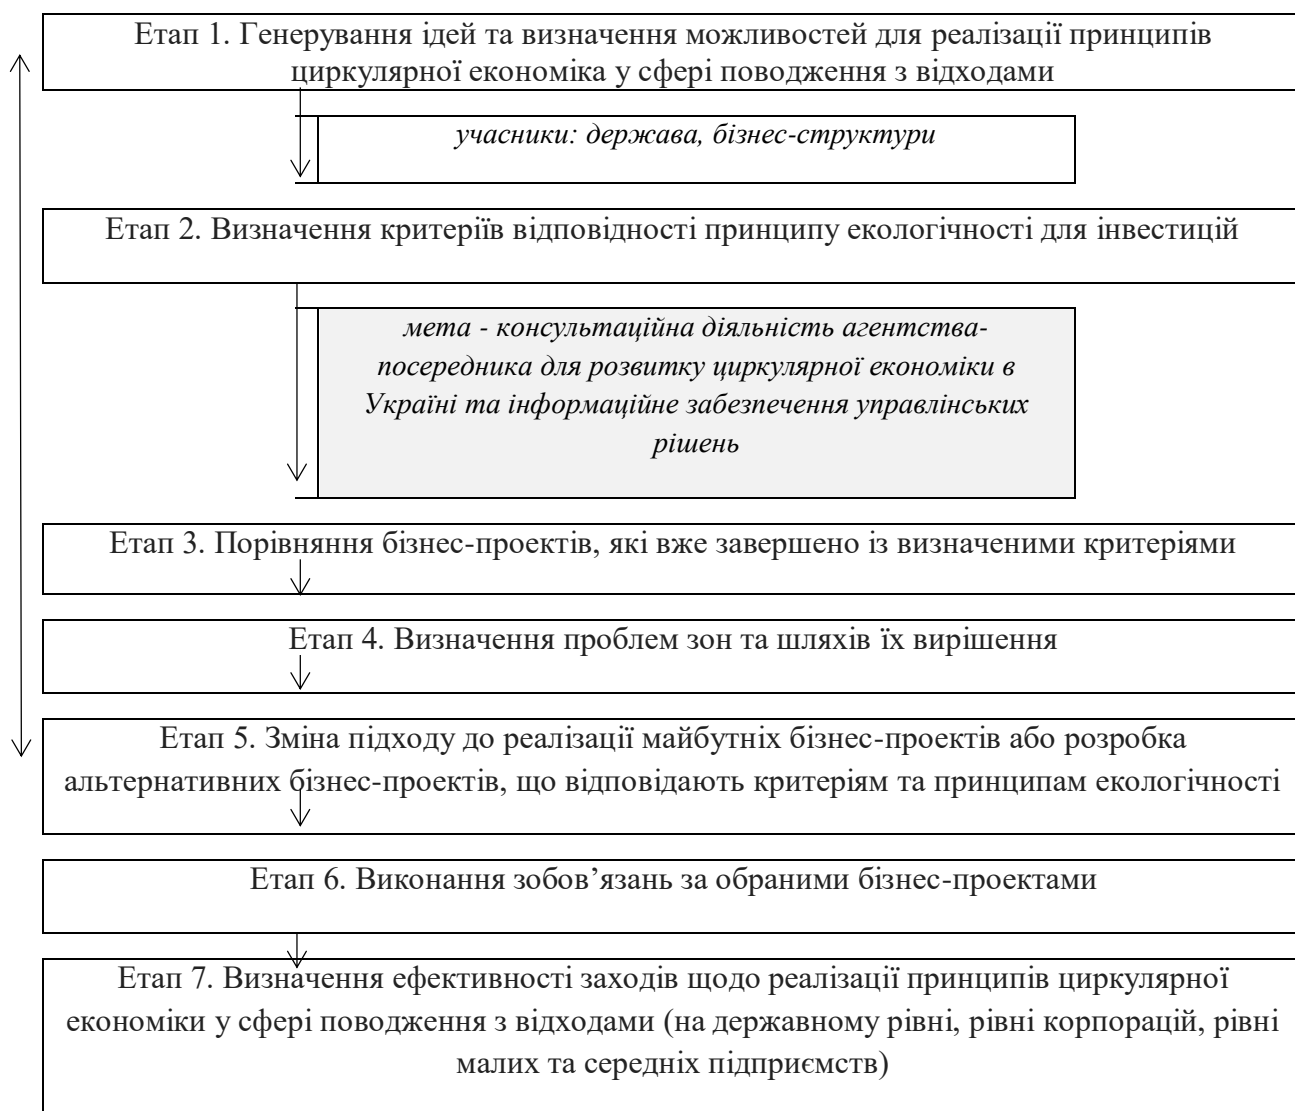 Етап 1. Генерування ідей та визначення можливостей для реалізації принципів
циркулярної економіка у сфері поводження з відходами
учасники: держава, бізнес-структури
Етап 2. Визначення критеріїв відповідності принципу екологічності для інвестицій
мета - консультаційна діяльність агентства-
посередника для розвитку циркулярної економіки в
Україні та інформаційне забезпечення управлінських
рішень
Етап 3. Порівняння бізнес-проектів, які вже завершено із визначеними критеріями
Етап 4. Визначення проблем зон та шляхів їх вирішення
Етап 5. Зміна підходу до реалізації майбутніх бізнес-проектів або розробка
альтернативних бізнес-проектів, що відповідають критеріям та принципам екологічності
Етап 6. Виконання зобов’язань за обраними бізнес-проектами
Етап 7. Визначення ефективності заходів щодо реалізації принципів циркулярної
економіки у сфері поводження з відходами (на державному рівні, рівні корпорацій, рівні
малих та середніх підприємств)